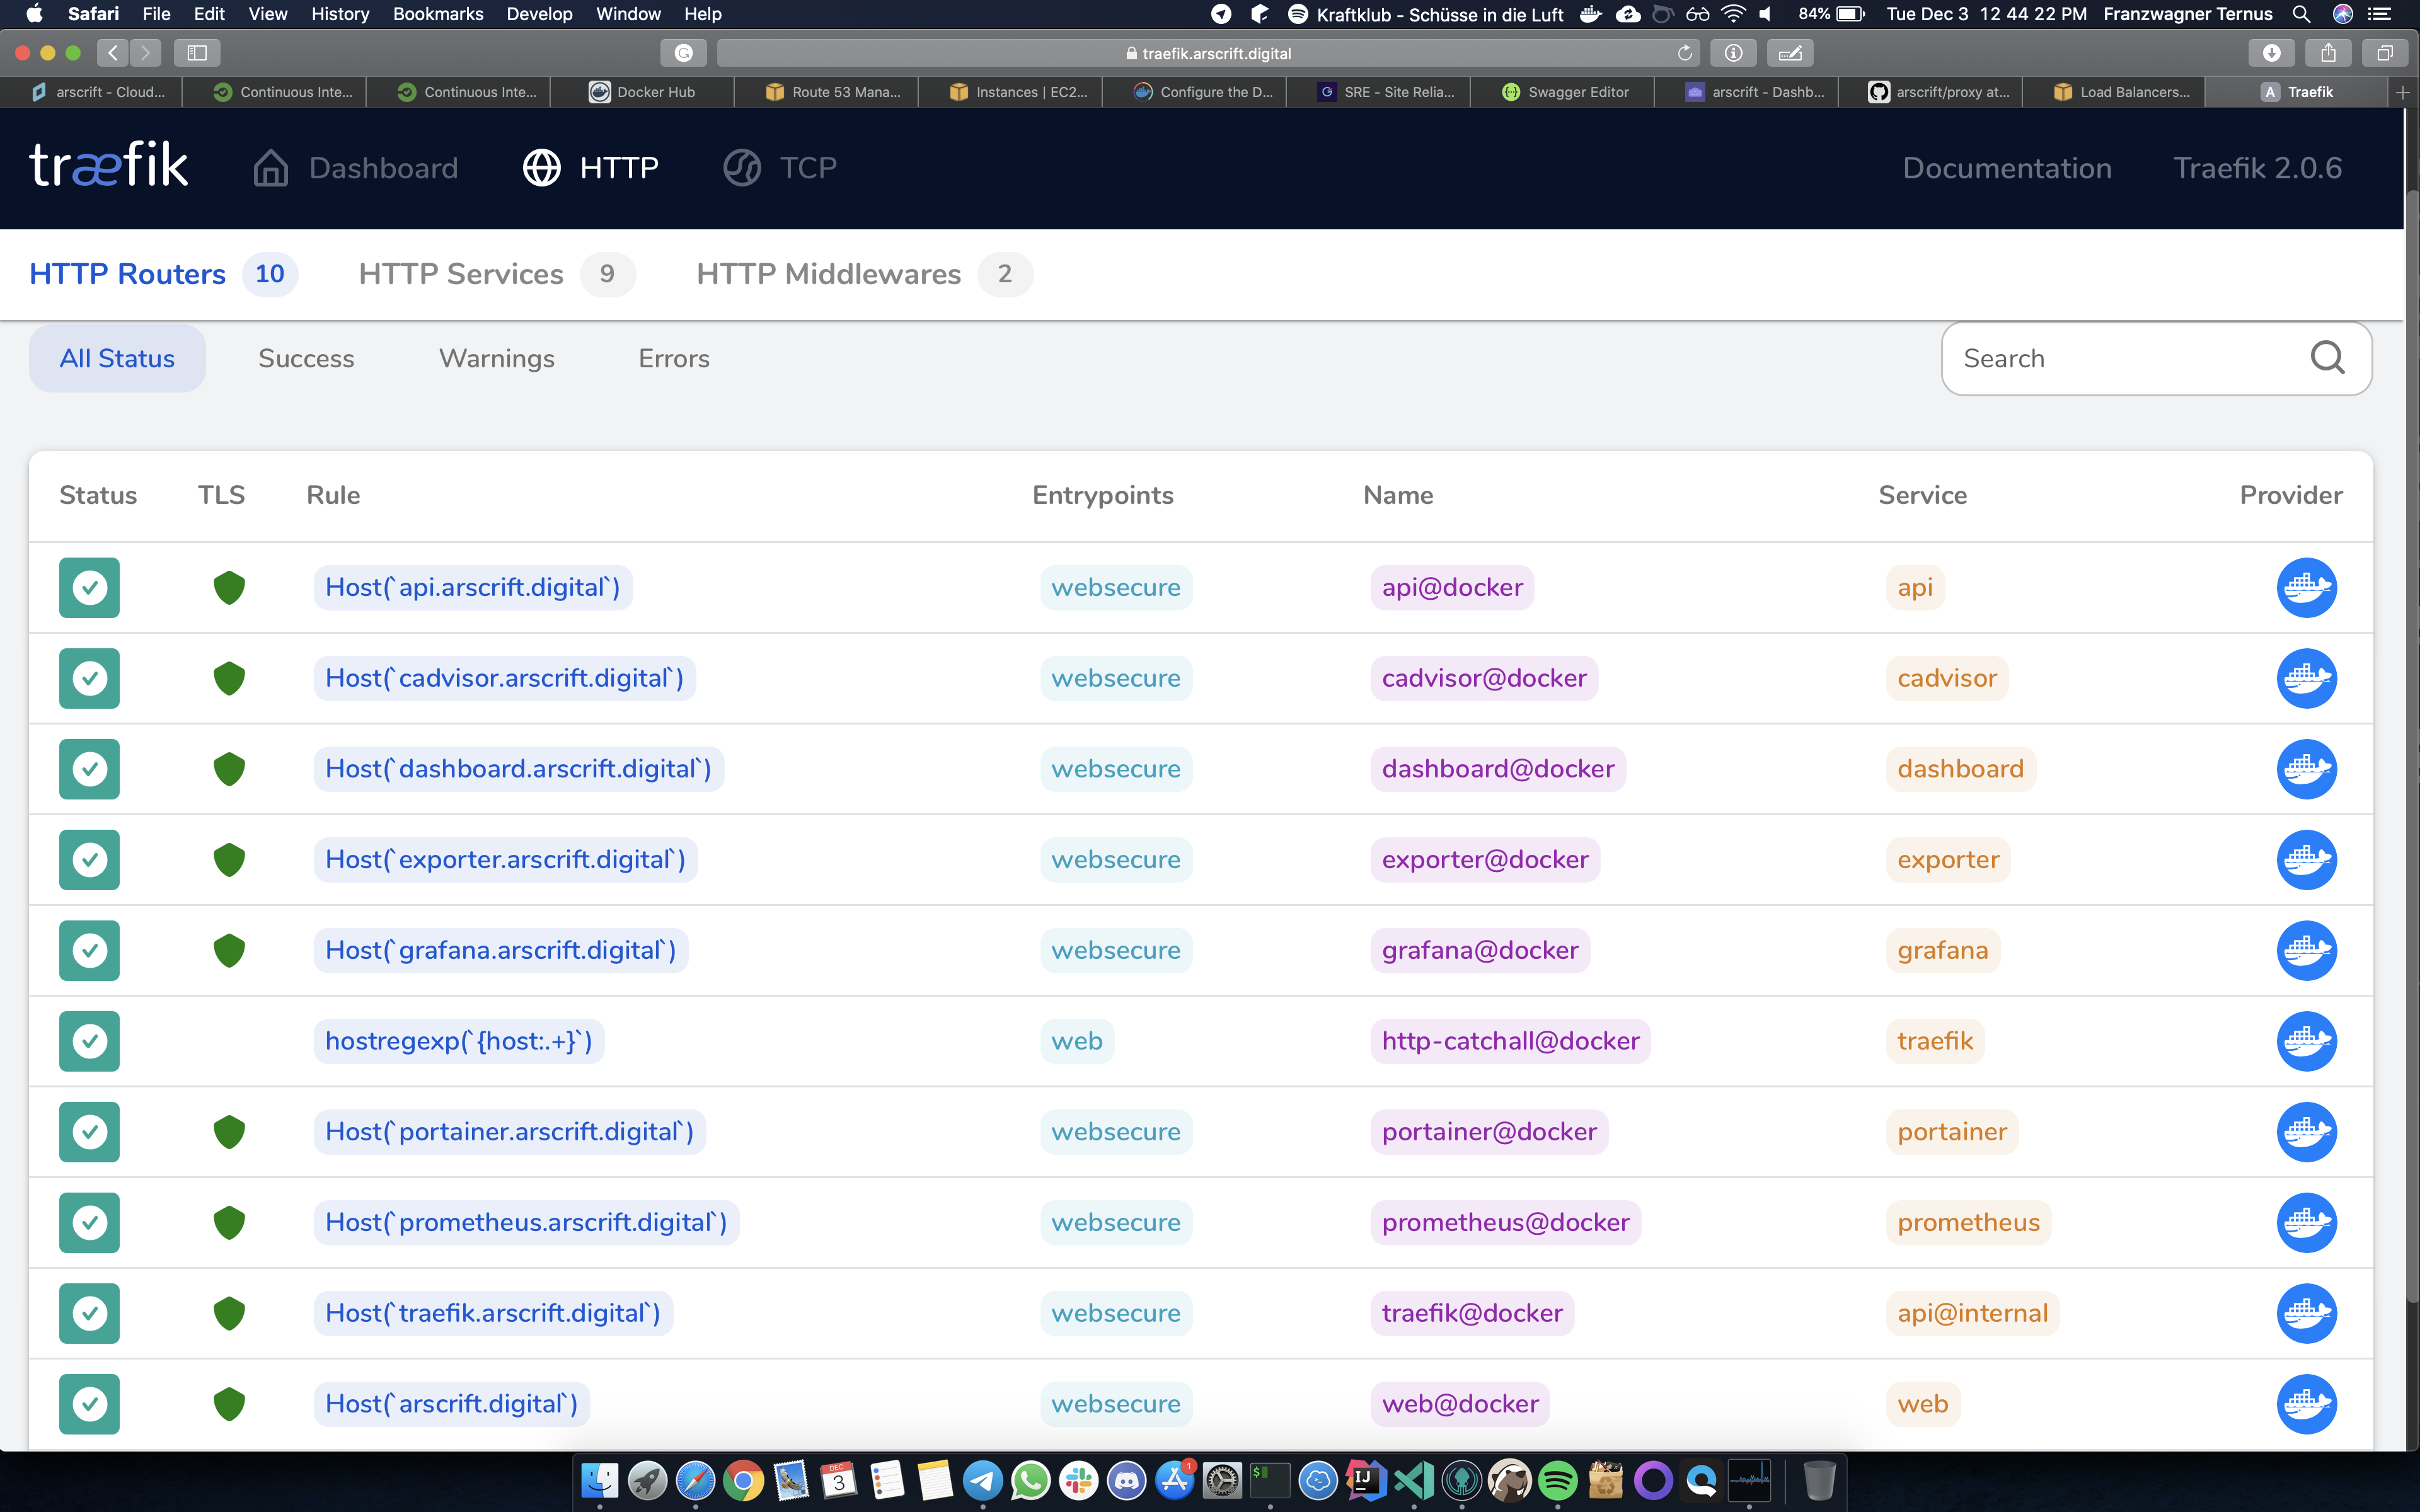 Safari File Edit View History Bookmarks Develop Window Help Kraftklub - Schüsse in die Luft 84% Tue Dec 3 12 44 22 PM Franzwagner Ternus
traefik.arscrift.digital
arscrift - Cloud... Continuous Inte... Continuous Inte... Docker Hub Route 53 Mana... Instances | EC2... Configure the D... SRE - Site Relia... Swagger Editor arscrift - Dashb... arscrift/proxy at... Load Balancers... A Traefik
træfik Dashboard HTTP TCP Documentation Traefik 2.0.6
HTTP Routers 10 HTTP Services 9 HTTP Middlewares 2
All Status Success Warnings Errors Search
Status TLS Rule Entrypoints Name Service Provider
Host(`api.arscrift.digital`) websecure api@docker api
Host(`cadvisor.arscrift.digital`) websecure cadvisor@docker cadvisor
Host(`dashboard.arscrift.digital`) websecure dashboard@docker dashboard
Host(`exporter.arscrift.digital`) websecure exporter@docker exporter
Host(`grafana.arscrift.digital`) websecure grafana@docker grafana
hostregexp(`{host:.+}`) web http-catchall@docker traefik
Host(`portainer.arscrift.digital`) websecure portainer@docker portainer
Host(`prometheus.arscrift.digital`) websecure prometheus@docker prometheus
Host(`traefik.arscrift.digital`) websecure traefik@docker api@internal
Host(`arscrift.digital`) websecure web@docker web
DEC
3
1
$
IJ